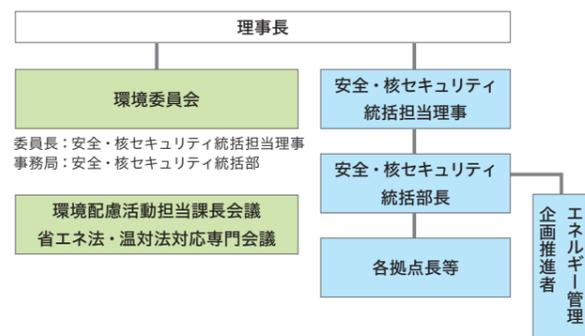 理事長
環境委員会
委員長：安全・核セキュリティ統括担当理事
事務局：安全・核セキュリティ統括部
環境配慮活動担当課長会議
省エネ法・温対法対応専門会議
安全・核セキュリティ
統括担当理事
安全・核セキュリティ
統括部長
各拠点長等
エネルギー管理
企画推進者